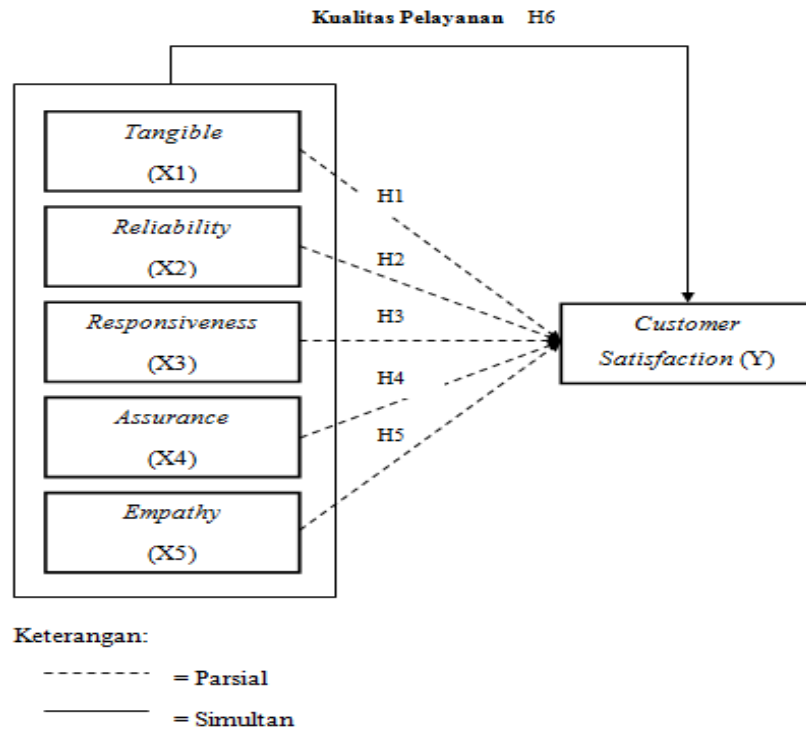 Kualitas Pelayanan H6
Tangible
(X1)
Reliability
(X2)
Responsiveness
(X3)
Assurance
(X4)
Empathy
(X5)
H1
H2
H3
H4
H5
Customer
Satisfaction (Y)
Keterangan:
= Parsial
= Simultan